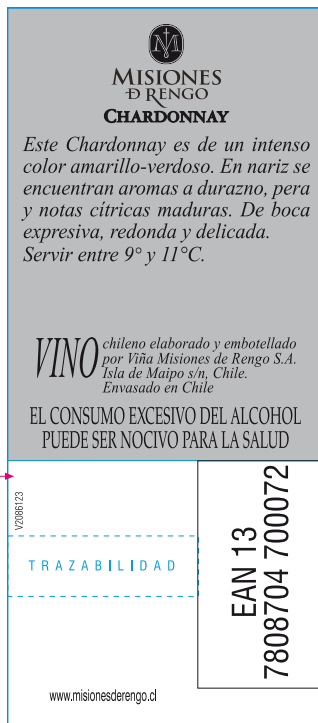 M
MISIONES
D RENGO
CHARDONNAY
Este Chardonnay es de un intenso
color amarillo-verdoso. En nariz se
encuentran aromas a durazno, pera
y notas cítricas maduras. De boca
expresiva, redonda y delicada.
Servir entre 9° y 11°C.
VINO chileno elaborado y embotellado
por Viña Misiones de Rengo S.A.
Isla de Maipo s/n, Chile.
Envasado en Chile
EL CONSUMO EXCESIVO DEL ALCOHOL
PUEDE SER NOCIVO PARA LA SALUD
V2086123
TRAZABILIDAD
EAN 13
7808704 700072
www.misionesderengo.cl